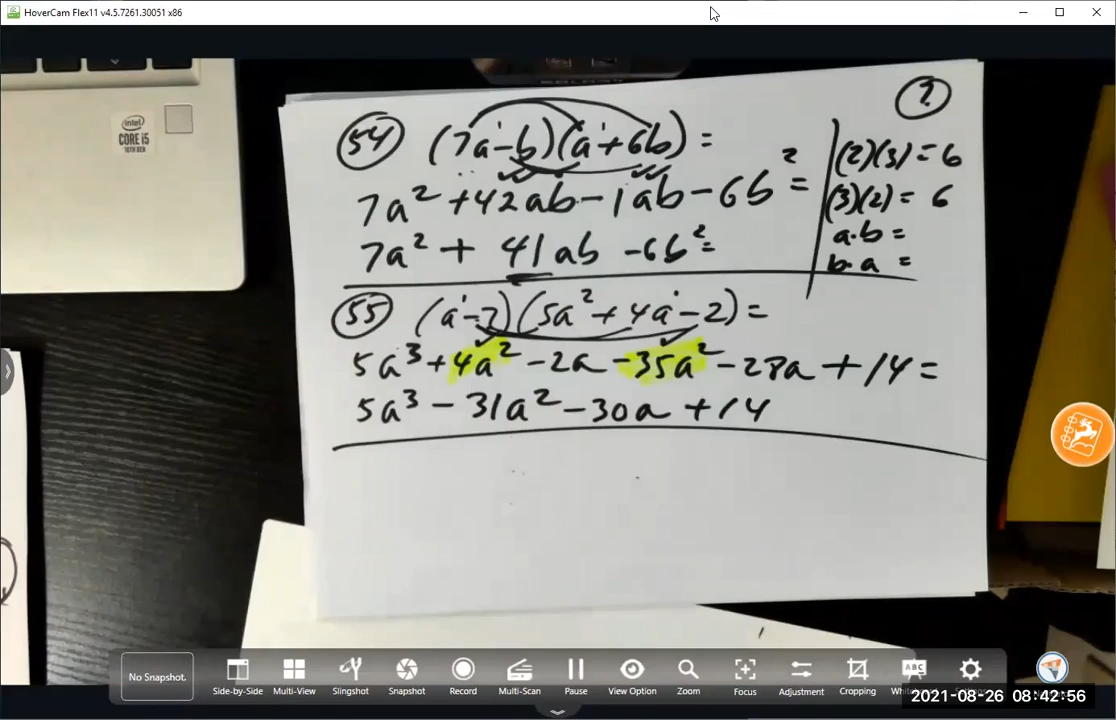 HoverCam Flex11 v4.5.7261.30051 x86
intel
CORE i5
10TH GEN
?
54 (7a-b)(a+6b)=
7a² +42ab-1ab-6b² =
7a² + 41ab -6b² =
(2)(3)=6
(3)(2)= 6
a·b=
b·a =
55 (a-7)(5a²+4a-2)=
5a³+4a²-2a-35a²-28a+14=
5a³-31a²-30a+14
No Snapshot.
Side-by-Side
Multi-View
Slingshot
Snapshot
Record
Multi-Scan
Pause
View Option
Zoom
Focus
Adjustment
Cropping
ABC
2021-08-26 08:42:56